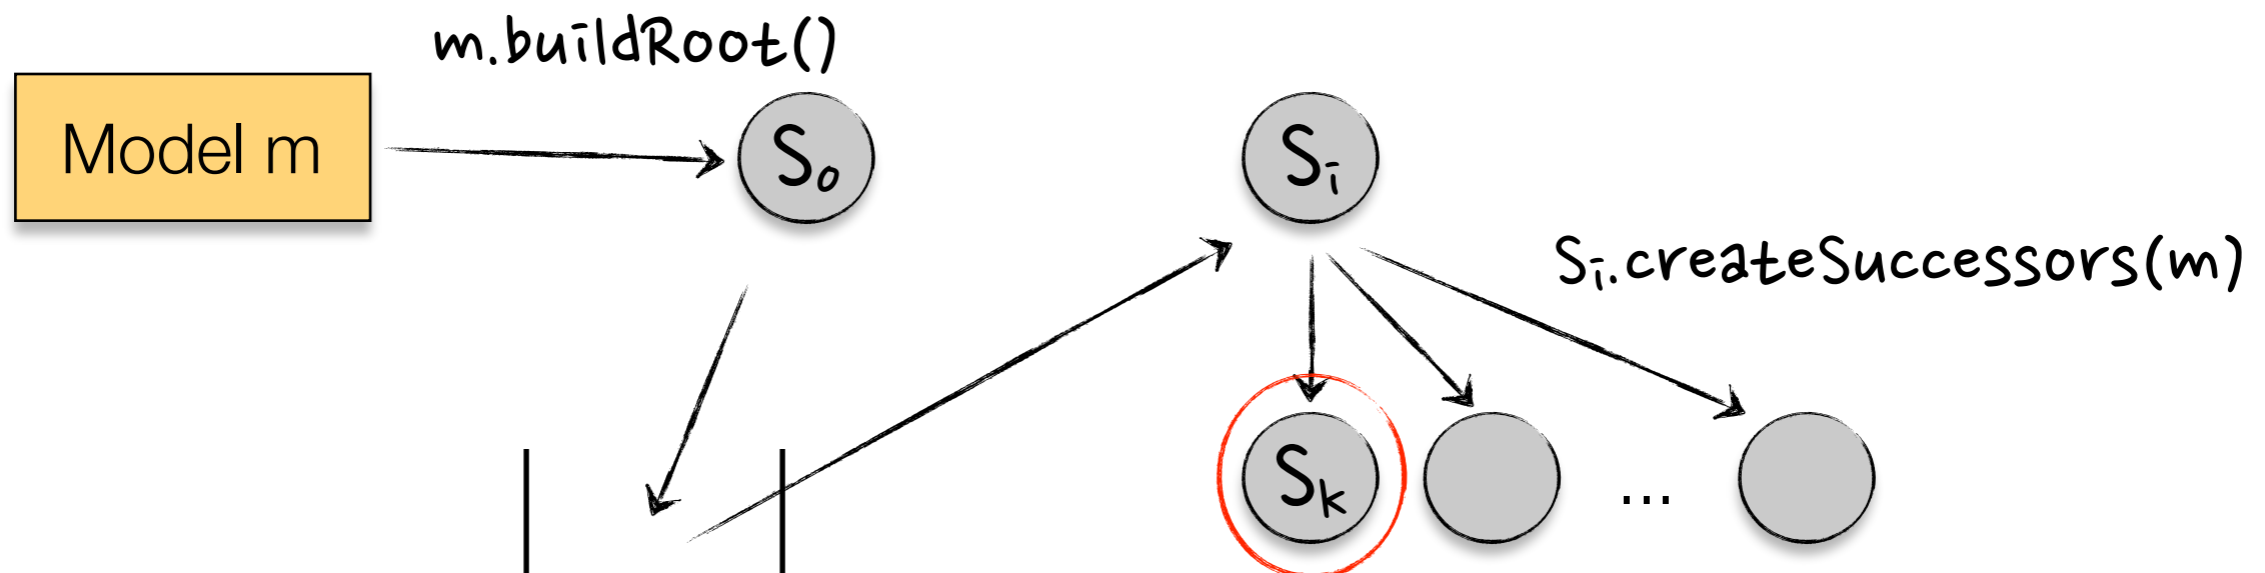 m.buildRoot()
Model m
S₀
Sᵢ
Sᵢ.createSuccessors(m)
Sₖ
...